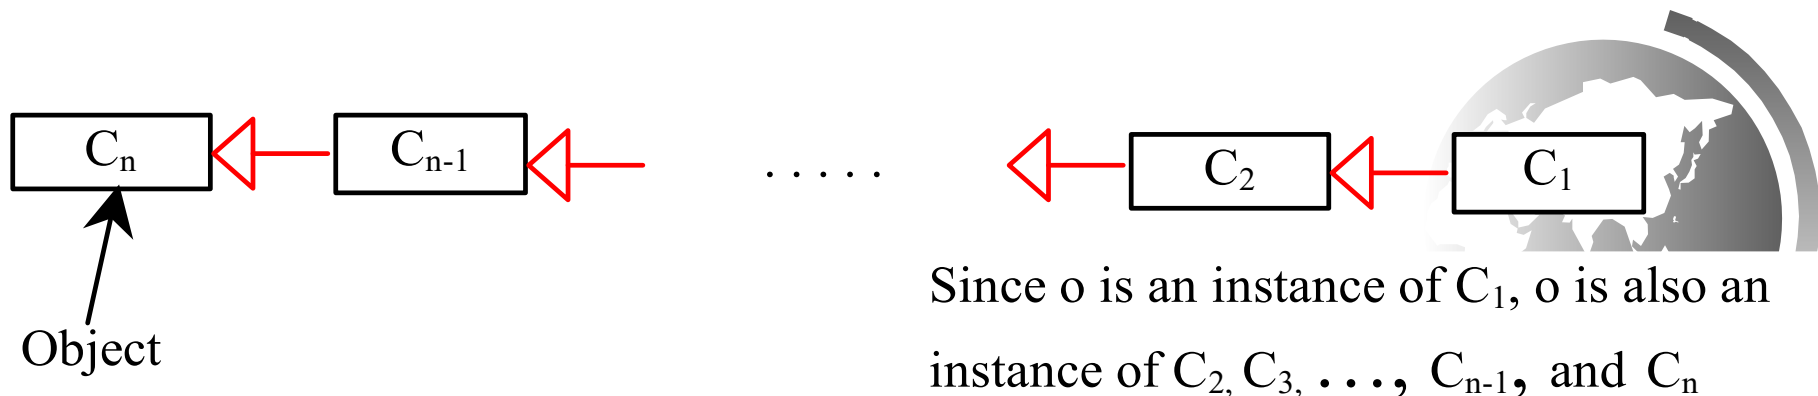 Cₙ
Cₙ₋₁
. . . . .
C₂
C₁
Object
Since o is an instance of C₁, o is also an
instance of C₂, C₃, ..., Cₙ₋₁, and Cₙ